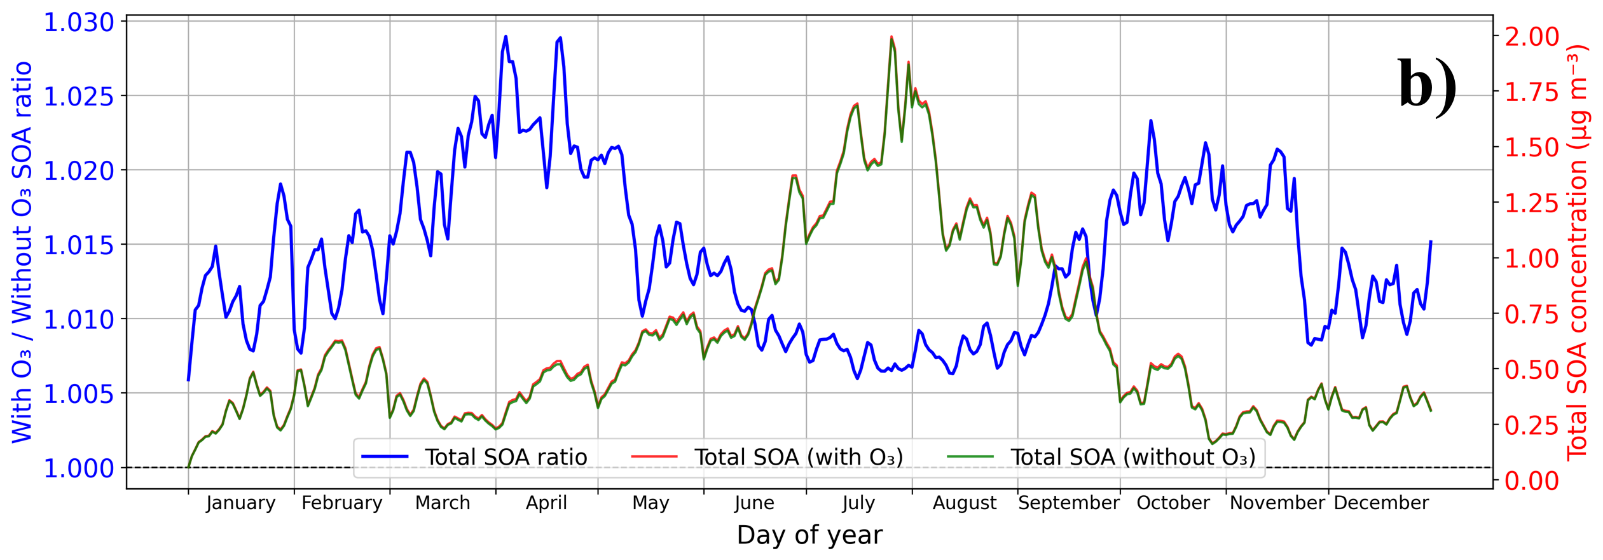 With O₃ / Without O₃ SOA ratio
1.030
1.025
1.020
1.015
1.010
1.005
1.000
b)
2.00
1.75
1.50
1.25
1.00
0.75
0.50
0.25
0.00
Total SOA concentration (µg m⁻³)
Total SOA ratio
Total SOA (with O₃)
Total SOA (without O₃)
January February March April May June July August September October November December
Day of year